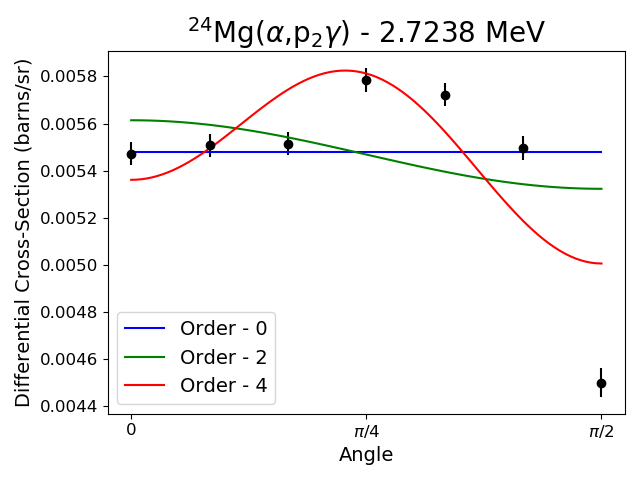 ²⁴Mg(α,p₂γ) - 2.7238 MeV
Differential Cross-Section (barns/sr)
0.0058
0.0056
0.0054
0.0052
0.0050
0.0048
0.0046
0.0044
Order - 0
Order - 2
Order - 4
0
π/4
π/2
Angle